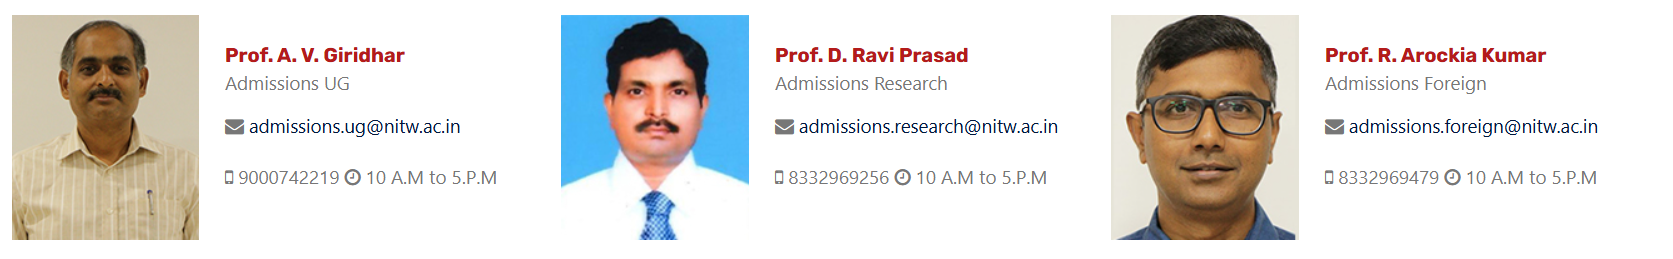 Prof. A. V. Giridhar
Admissions UG
admissions.ug@nitw.ac.in
9000742219 10 A.M to 5.P.M
Prof. D. Ravi Prasad
Admissions Research
admissions.research@nitw.ac.in
8332969256 10 A.M to 5.P.M
Prof. R. Arockia Kumar
Admissions Foreign
admissions.foreign@nitw.ac.in
8332969479 10 A.M to 5.P.M